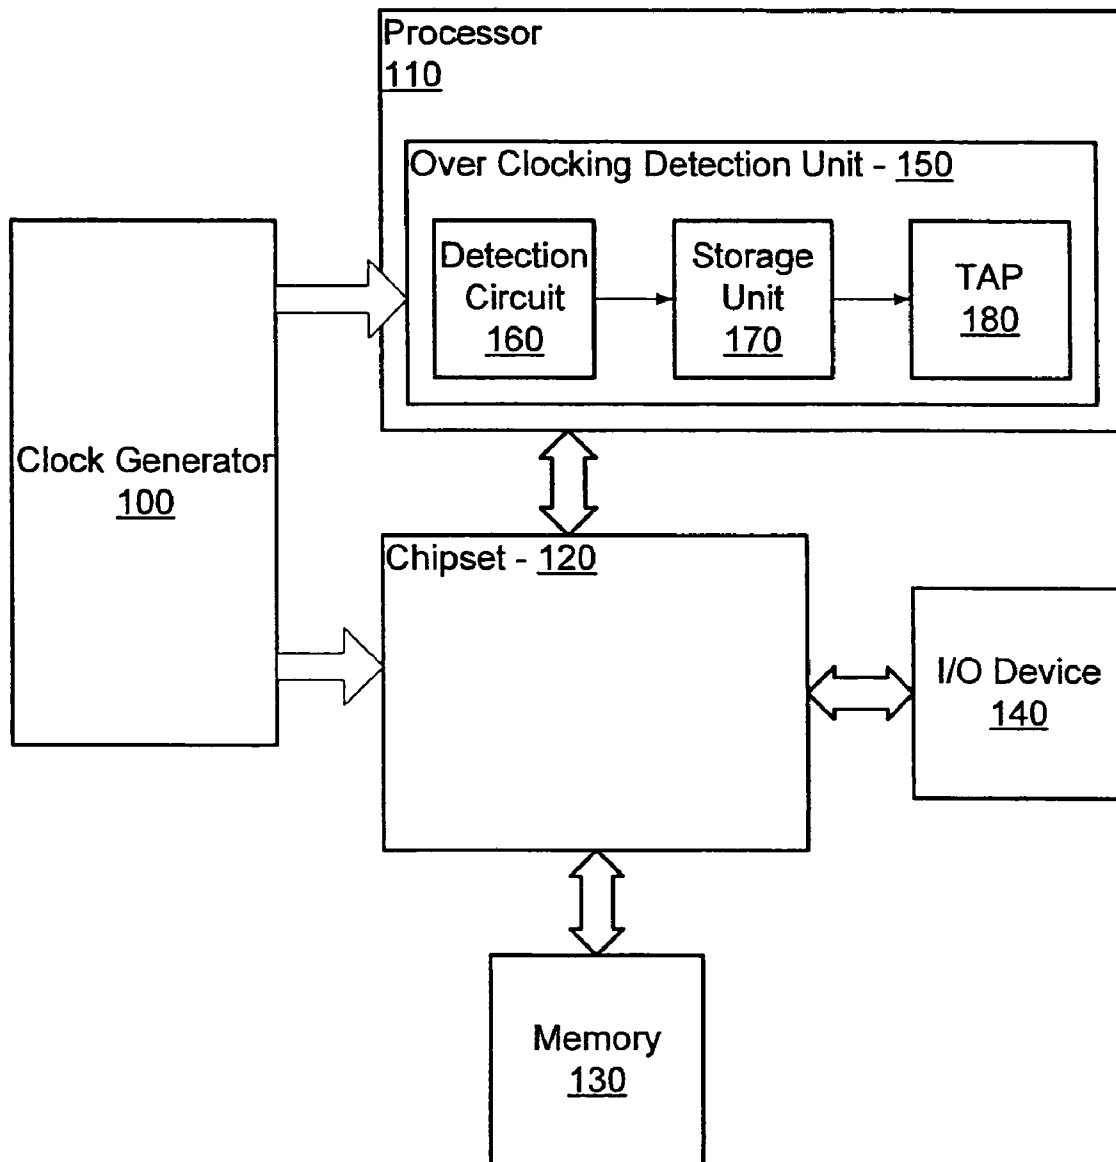 Processor
110
Over Clocking Detection Unit - 150
Detection
Circuit
160
Storage
Unit
170
TAP
180
Clock Generator
100
Chipset - 120
I/O Device
140
Memory
130